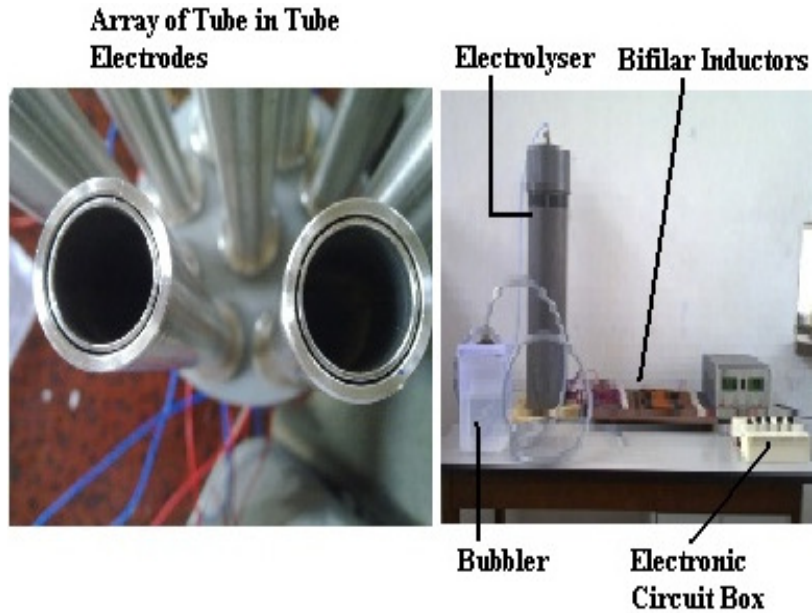 Array of Tube in Tube
Electrodes
Electrolyser
Bifilar Inductors
Bubbler
Electronic
Circuit Box